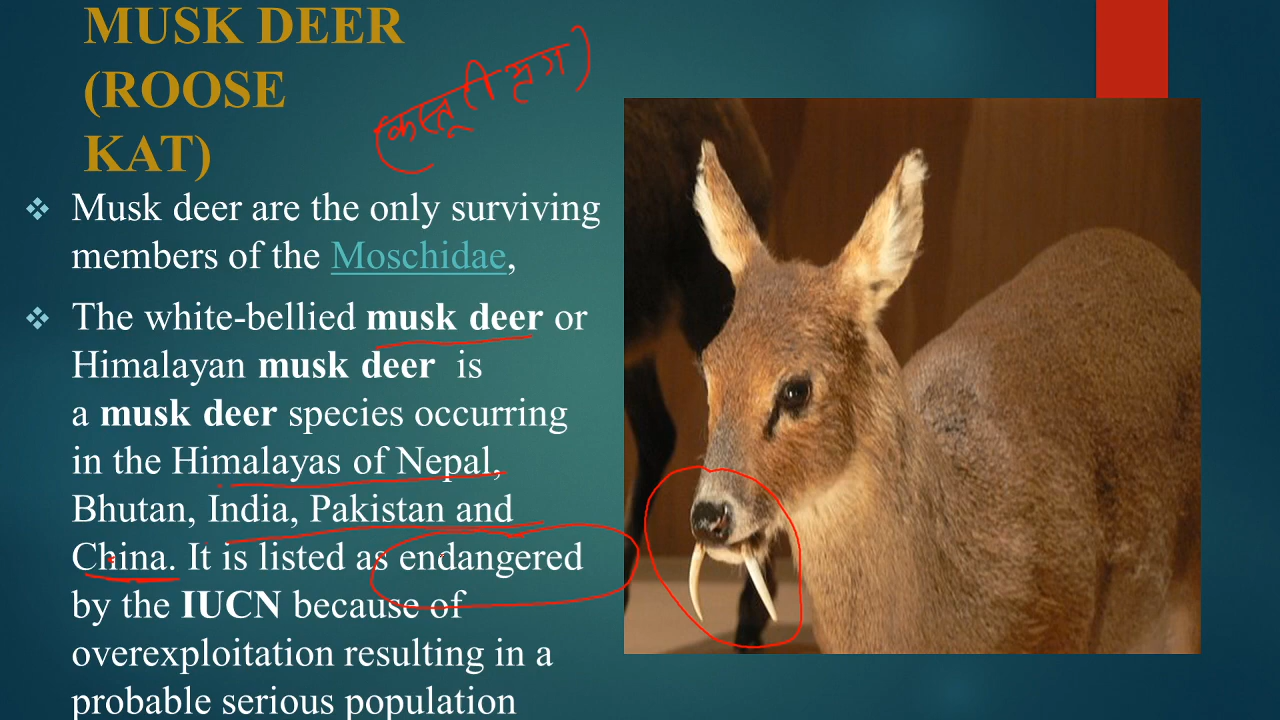 MUSK DEER
(ROOSE
KAT)
(कस्तूरी मृग)
❖ Musk deer are the only surviving
members of the Moschidae,
❖ The white-bellied musk deer or
Himalayan musk deer is
a musk deer species occurring
in the Himalayas of Nepal,
Bhutan, India, Pakistan and
China. It is listed as endangered
by the IUCN because of
overexploitation resulting in a
probable serious population